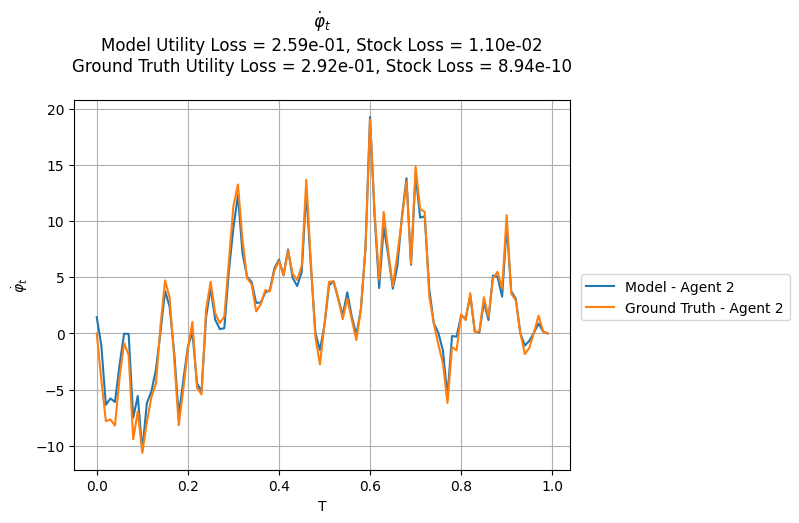 φ̇ₜ
Model Utility Loss = 2.59e-01, Stock Loss = 1.10e-02
Ground Truth Utility Loss = 2.92e-01, Stock Loss = 8.94e-10
20
15
10
5
0
−5
−10
φ̇ₜ
0.0 0.2 0.4 0.6 0.8 1.0
T
Model - Agent 2
Ground Truth - Agent 2